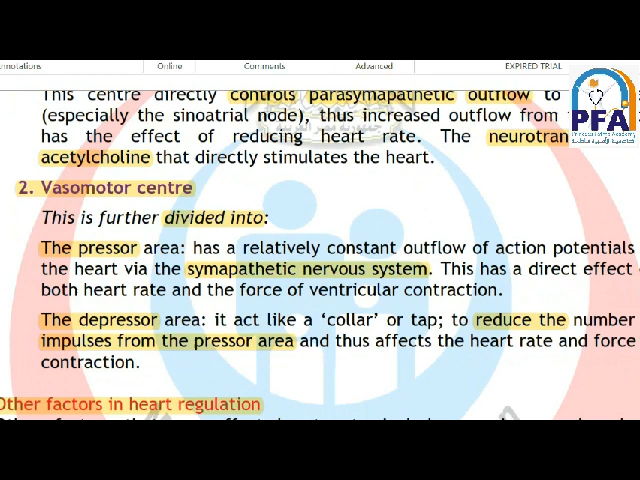 nnotations Online Comments Advanced EXPIRED TRIAL
This centre directly controls parasymapathetic outflow to
(especially the sinoatrial node), thus increased outflow from
has the effect of reducing heart rate. The neurotran
acetylcholine that directly stimulates the heart.
PFA
2. Vasomotor centre
This is further divided into:
The pressor area: has a relatively constant outflow of action potentials
the heart via the symapathetic nervous system. This has a direct effect
both heart rate and the force of ventricular contraction.
The depressor area: it act like a ‘collar’ or tap; to reduce the number
impulses from the pressor area and thus affects the heart rate and force
contraction.
Other factors in heart regulation